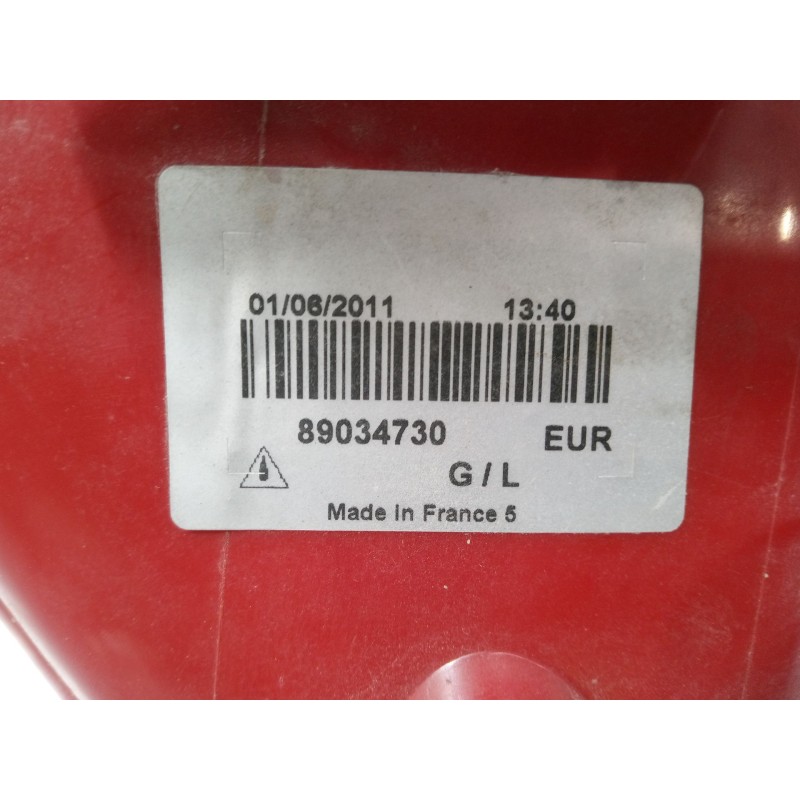 01/06/2011 13:40
89034730 EUR
G / L
Made in France 5